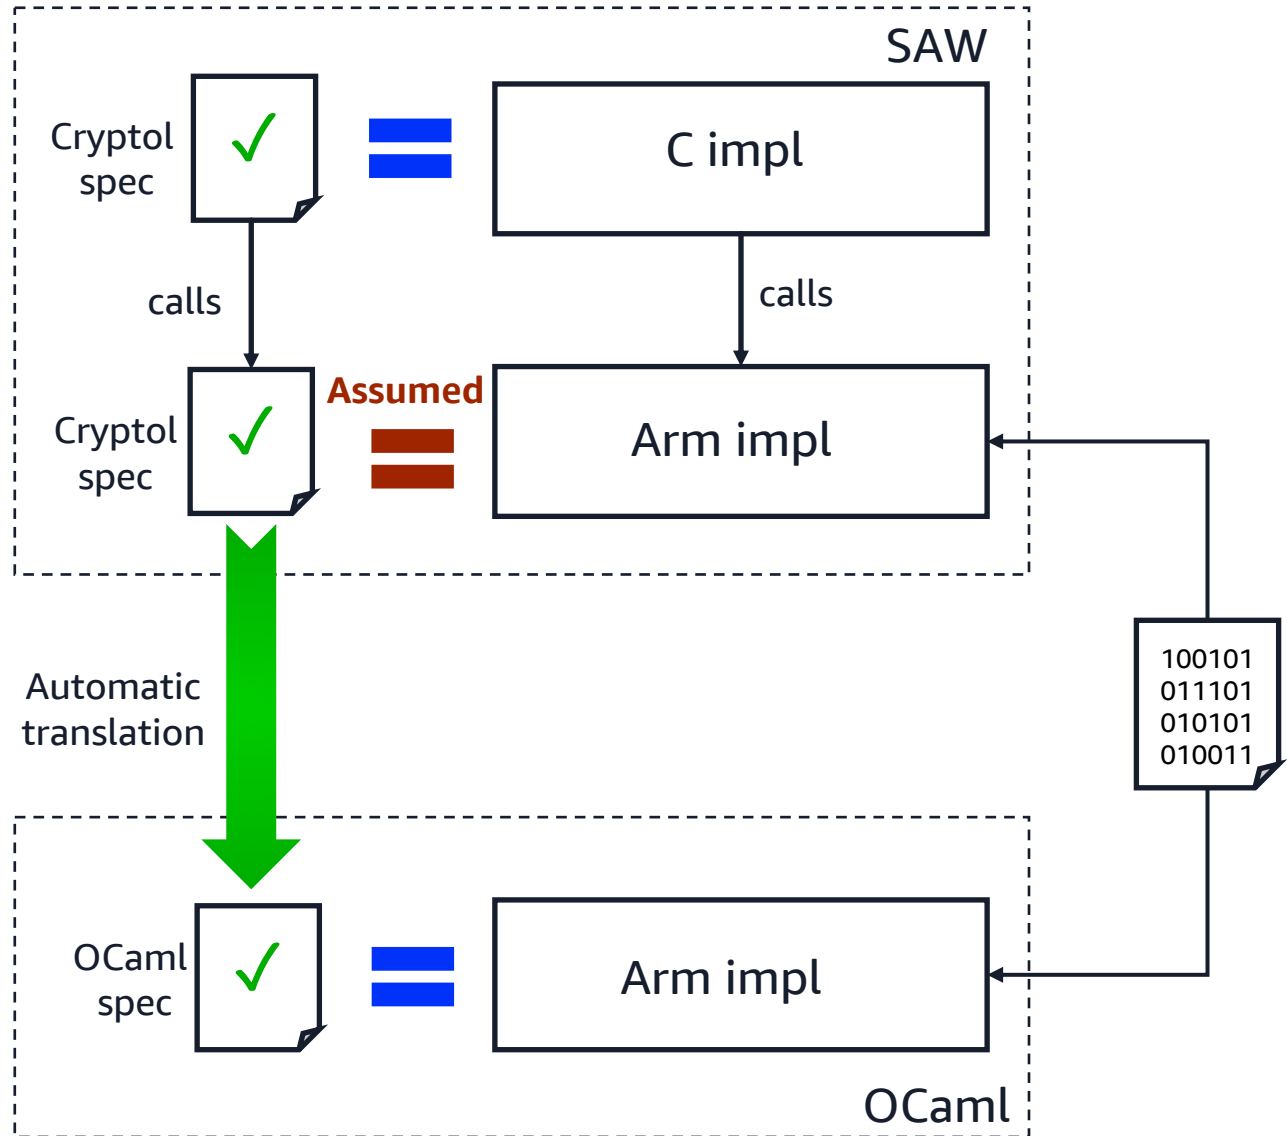 SAW
Cryptol
spec
C impl
calls
calls
Assumed
Cryptol
spec
Arm impl
Automatic
translation
100101
011101
010101
010011
OCaml
spec
Arm impl
OCaml